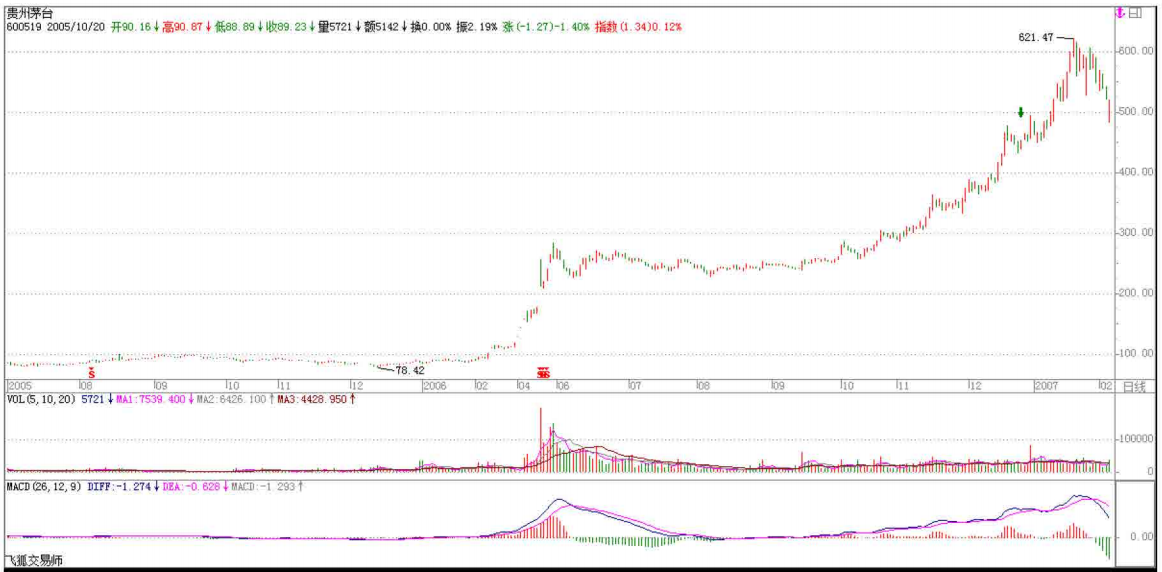 贵州茅台
600519 2005/10/20 开90.16↓高90.87↓低88.89↓收89.23↓量5721↓额5142↓换0.00% 振2.19% 涨(-1.27)-1.40% 指数(1.34)0.12%
621.47
600.00
500.00
400.00
300.00
200.00
100.00
78.42
S SS
2005 08 09 10 11 12 2006 02 04 06 07 08 09 10 11 12 2007 02 日线
VOL(5,10,20) 5721↓MA1:7539.400↓MA2:6426.100↑MA3:4428.950↑
100000
0
MACD(26,12,9) DIFF:-1.274↓DEA:-0.628↓MACD:-1.293↑
0.00
飞狐交易师